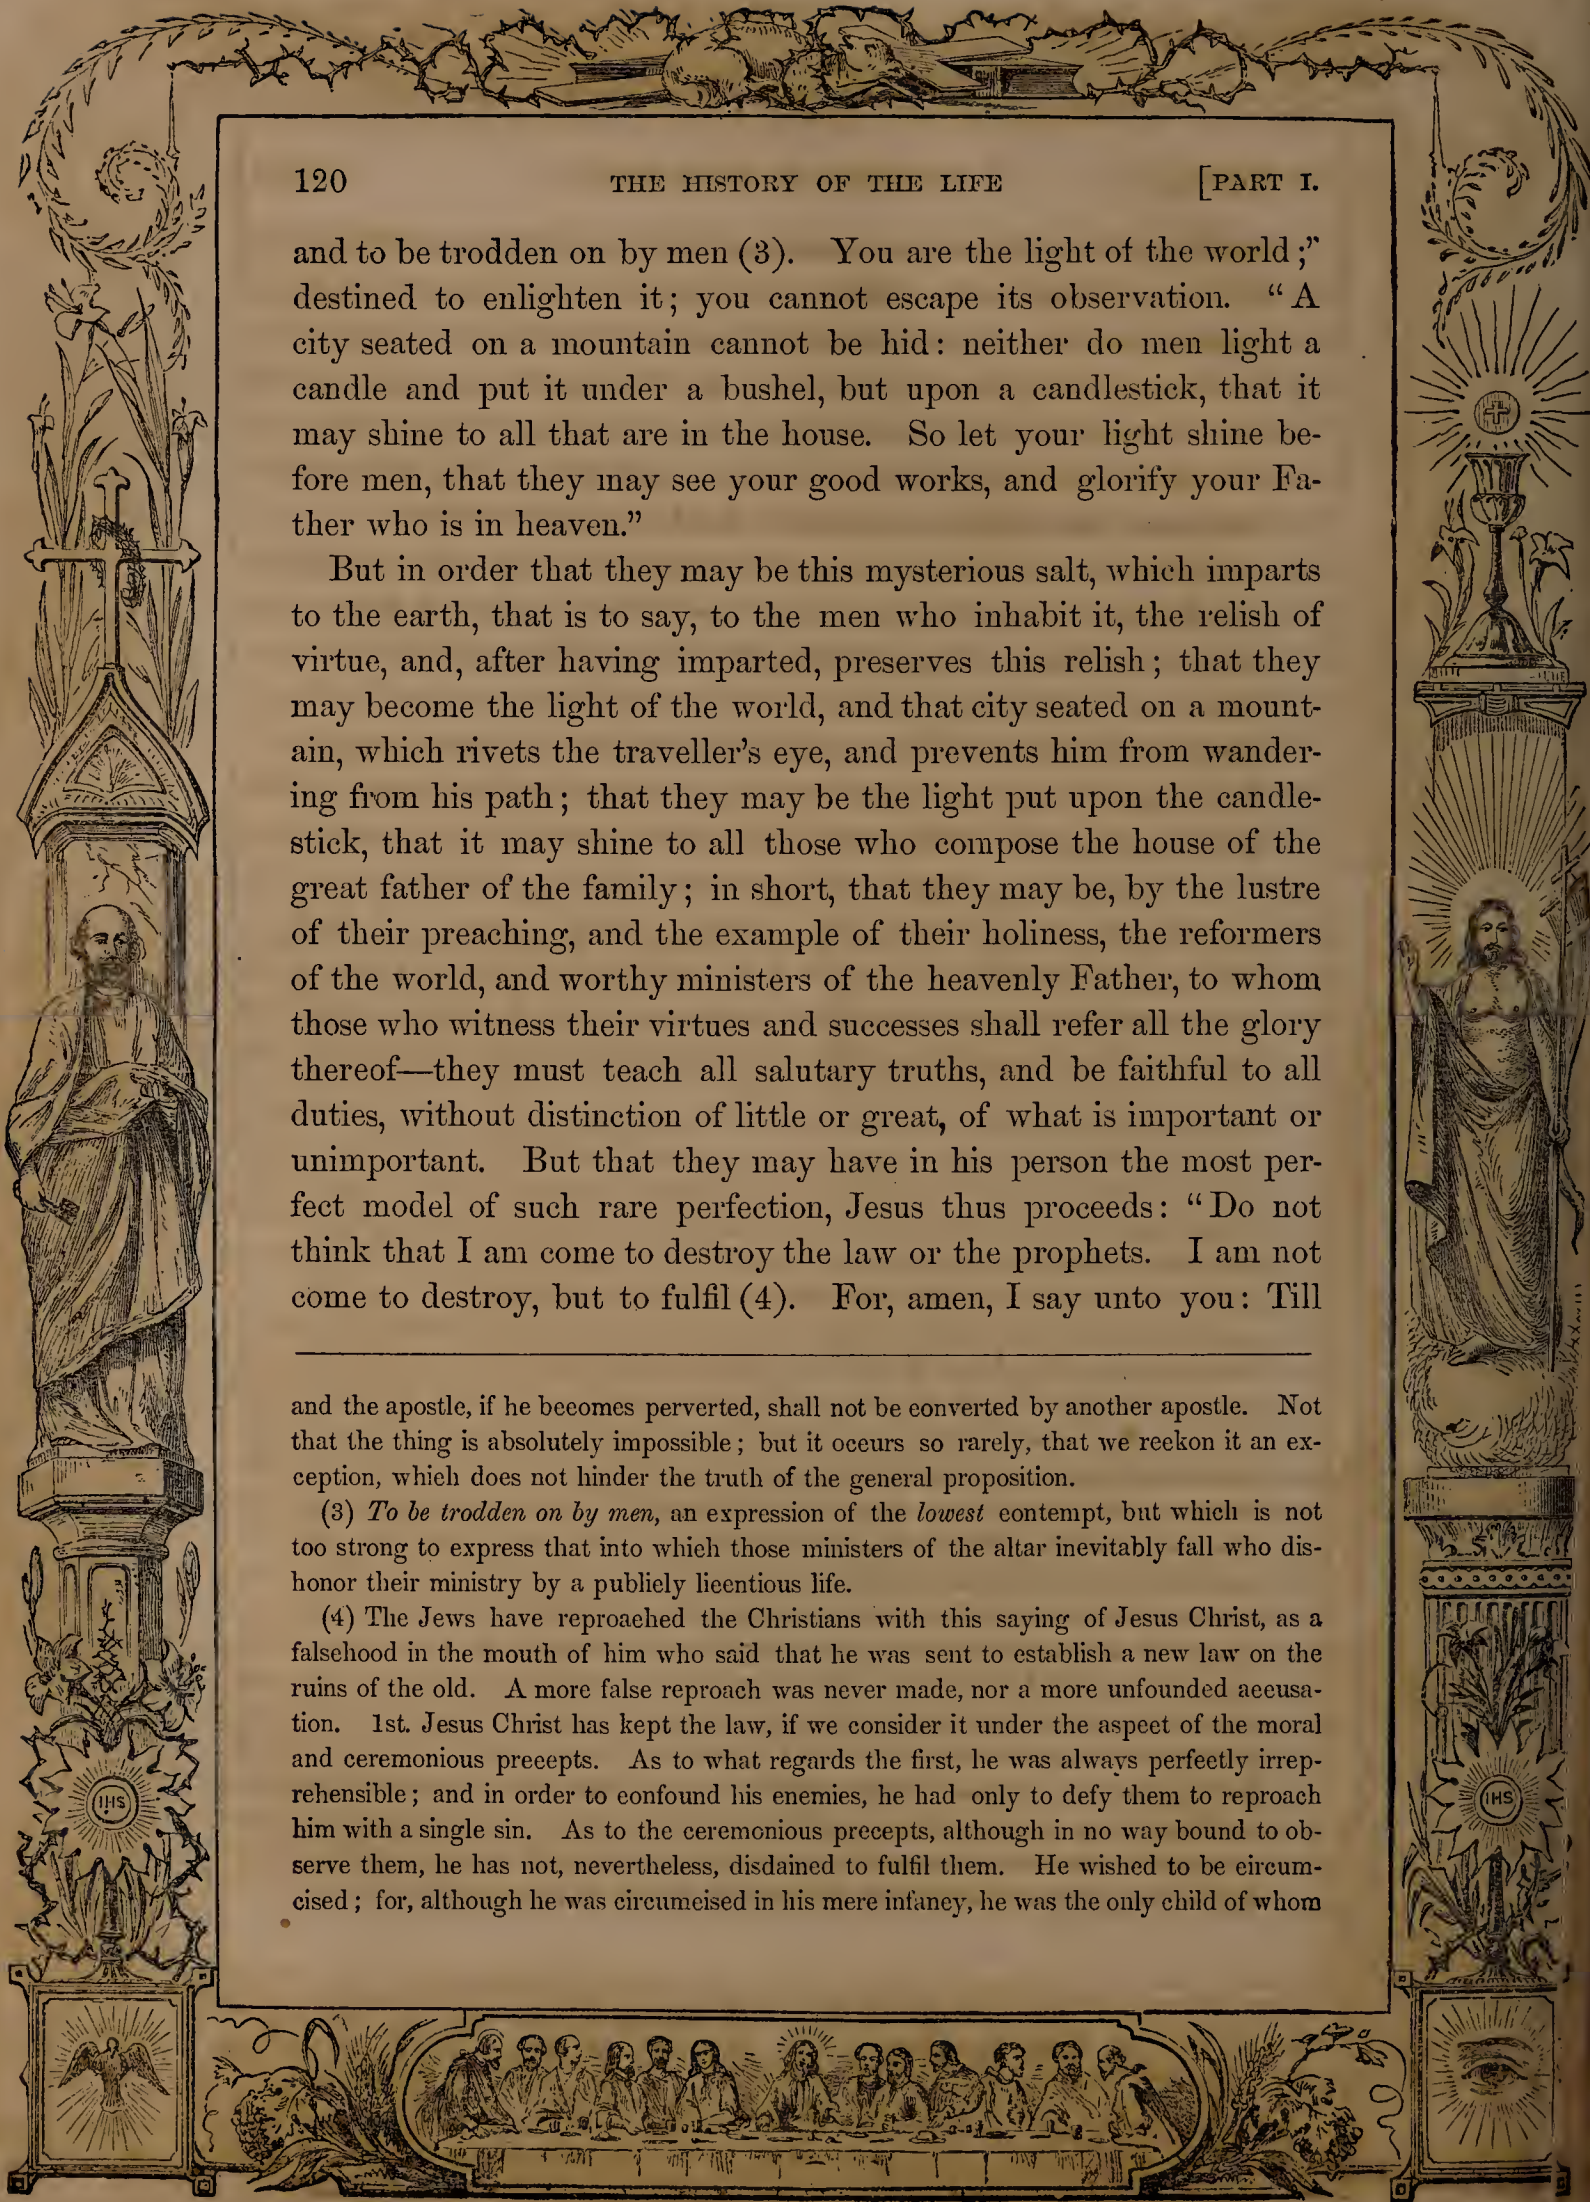 120 THE HISTORY OF THE LIFE [PART I.
and to be trodden on by men (3). You are the light of the world;"
destined to enlighten it; you cannot escape its observation. “A
city seated on a mountain cannot be hid: neither do men light a
candle and put it under a bushel, but upon a candlestick, that it
may shine to all that are in the house. So let your light shine be-
fore men, that they may see your good works, and glorify your Fa-
ther who is in heaven.”
But in order that they may be this mysterious salt, which imparts
to the earth, that is to say, to the men who inhabit it, the relish of
virtue, and, after having imparted, preserves this relish; that they
may become the light of the world, and that city seated on a mount-
ain, which rivets the traveller’s eye, and prevents him from wander-
ing from his path; that they may be the light put upon the candle-
stick, that it may shine to all those who compose the house of the
great father of the family; in short, that they may be, by the lustre
of their preaching, and the example of their holiness, the reformers
of the world, and worthy ministers of the heavenly Father, to whom
those who witness their virtues and successes shall refer all the glory
thereof—they must teach all salutary truths, and be faithful to all
duties, without distinction of little or great, of what is important or
unimportant. But that they may have in his person the most per-
fect model of such rare perfection, Jesus thus proceeds: “Do not
think that I am come to destroy the law or the prophets. I am not
come to destroy, but to fulfil (4). For, amen, I say unto you: Till
and the apostle, if he becomes perverted, shall not be converted by another apostle. Not
that the thing is absolutely impossible; but it occurs so rarely, that we reckon it an ex-
ception, which does not hinder the truth of the general proposition.
(3) To be trodden on by men, an expression of the lowest contempt, but which is not
too strong to express that into which those ministers of the altar inevitably fall who dis-
honor their ministry by a publicly licentious life.
(4) The Jews have reproached the Christians with this saying of Jesus Christ, as a
falsehood in the mouth of him who said that he was sent to establish a new law on the
ruins of the old. A more false reproach was never made, nor a more unfounded accusa-
tion. 1st. Jesus Christ has kept the law, if we consider it under the aspect of the moral
and ceremonious precepts. As to what regards the first, he was always perfectly irrep-
rehensible; and in order to confound his enemies, he had only to defy them to reproach
him with a single sin. As to the ceremonious precepts, although in no way bound to ob-
serve them, he has not, nevertheless, disdained to fulfil them. He wished to be circum-
cised; for, although he was circumcised in his mere infancy, he was the only child of whom
IHS
IHS